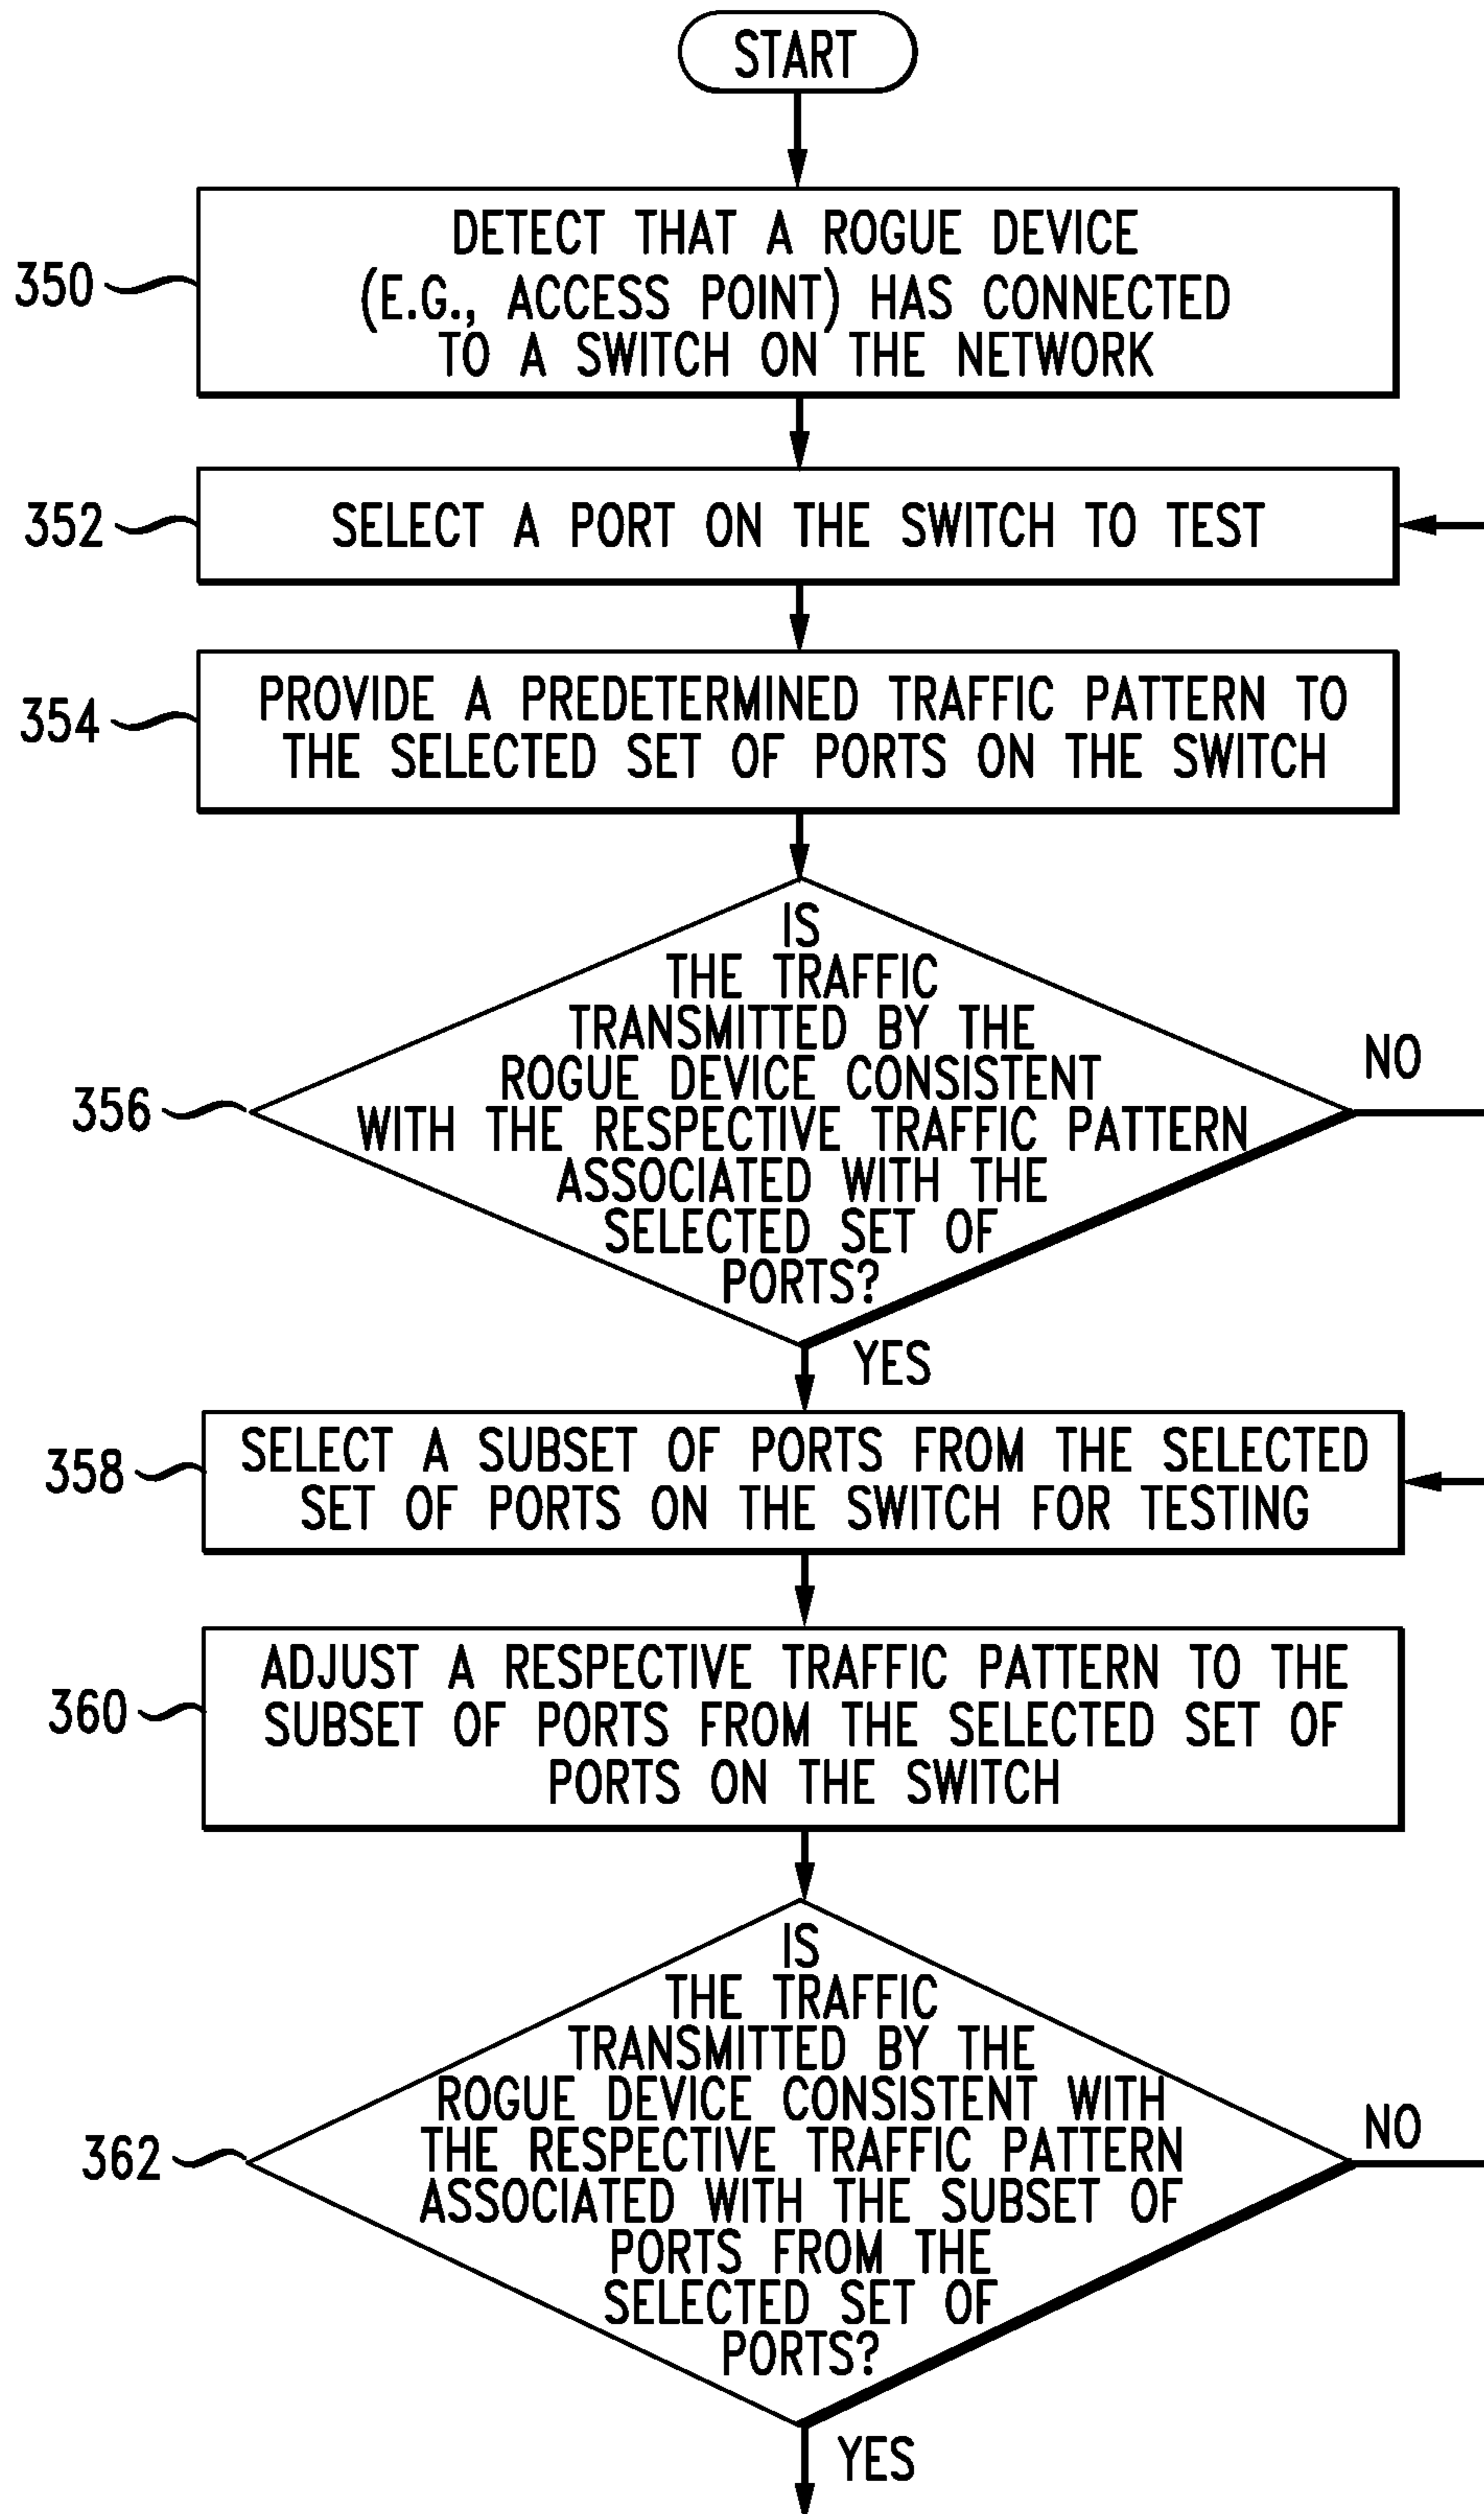 START
350
DETECT THAT A ROGUE DEVICE
(E.G., ACCESS POINT) HAS CONNECTED
TO A SWITCH ON THE NETWORK
352
SELECT A PORT ON THE SWITCH TO TEST
354
PROVIDE A PREDETERMINED TRAFFIC PATTERN TO
THE SELECTED SET OF PORTS ON THE SWITCH
356
IS
THE TRAFFIC
TRANSMITTED BY THE
ROGUE DEVICE CONSISTENT
WITH THE RESPECTIVE TRAFFIC PATTERN
ASSOCIATED WITH THE
SELECTED SET OF
PORTS?
NO
YES
358
SELECT A SUBSET OF PORTS FROM THE SELECTED
SET OF PORTS ON THE SWITCH FOR TESTING
360
ADJUST A RESPECTIVE TRAFFIC PATTERN TO THE
SUBSET OF PORTS FROM THE SELECTED SET OF
PORTS ON THE SWITCH
362
IS
THE TRAFFIC
TRANSMITTED BY THE
ROGUE DEVICE CONSISTENT WITH
THE RESPECTIVE TRAFFIC PATTERN
ASSOCIATED WITH THE SUBSET OF
PORTS FROM THE
SELECTED SET OF
PORTS?
NO
YES